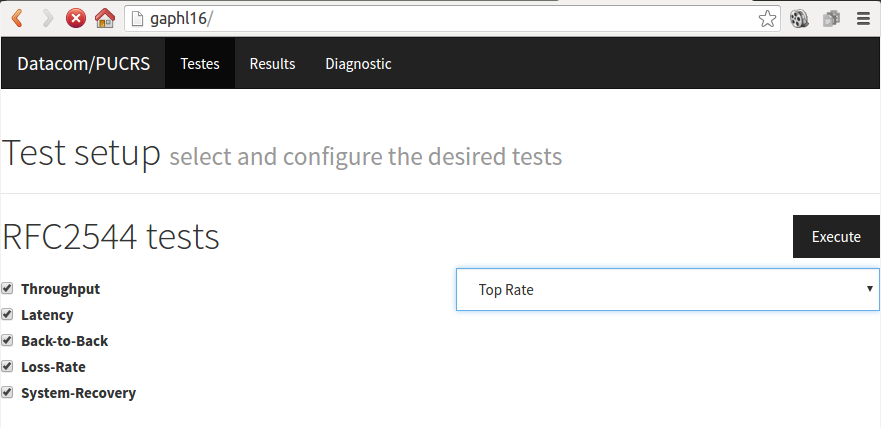 gaphl16/
Datacom/PUCRS Testes Results Diagnostic
Test setup select and configure the desired tests
RFC2544 tests Execute
Throughput Top Rate
Latency
Back-to-Back
Loss-Rate
System-Recovery